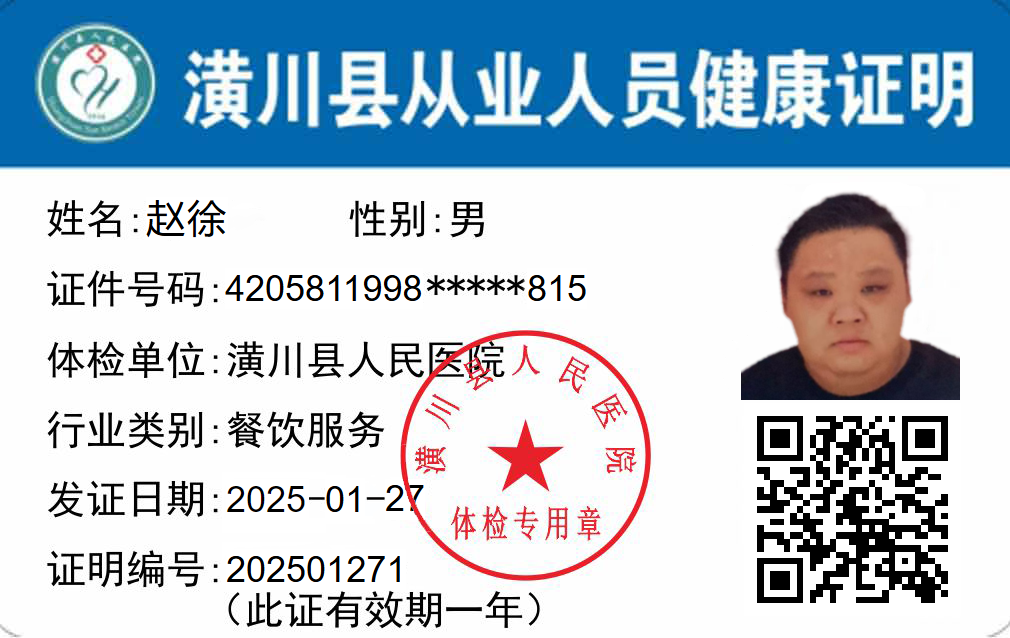 潢川县从业人员健康证明
姓名:赵徐 性别:男
证件号码:4205811998*****815
体检单位:潢川县人民医院
行业类别:餐饮服务
发证日期:2025-01-27
证明编号:202501271
（此证有效期一年）
潢川县人民医院
体检专用章